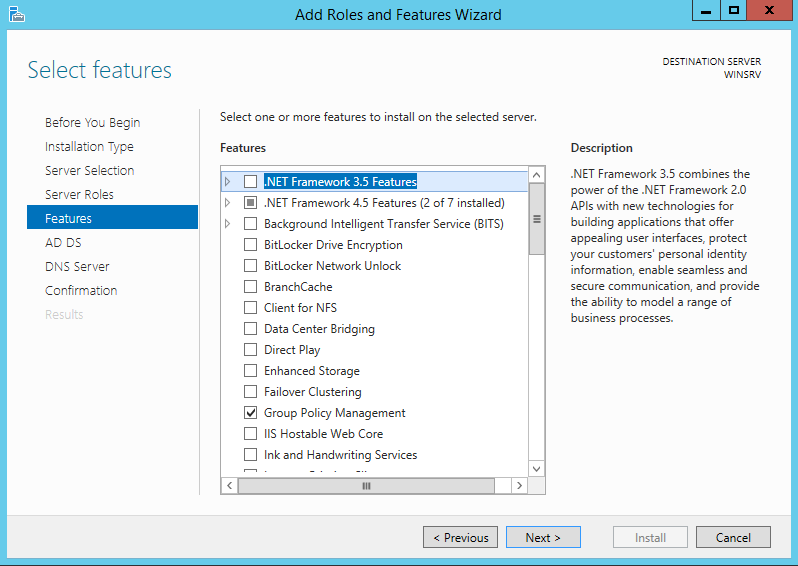 Add Roles and Features Wizard
Select features
DESTINATION SERVER
WINSRV
Before You Begin
Installation Type
Server Selection
Server Roles
Features
AD DS
DNS Server
Confirmation
Results
Select one or more features to install on the selected server.
Features
.NET Framework 3.5 Features
.NET Framework 4.5 Features (2 of 7 installed)
Background Intelligent Transfer Service (BITS)
BitLocker Drive Encryption
BitLocker Network Unlock
BranchCache
Client for NFS
Data Center Bridging
Direct Play
Enhanced Storage
Failover Clustering
Group Policy Management
IIS Hostable Web Core
Ink and Handwriting Services
Description
.NET Framework 3.5 combines the
power of the .NET Framework 2.0
APIs with new technologies for
building applications that offer
appealing user interfaces, protect
your customers' personal identity
information, enable seamless and
secure communication, and provide
the ability to model a range of
business processes.
< Previous
Next >
Install
Cancel